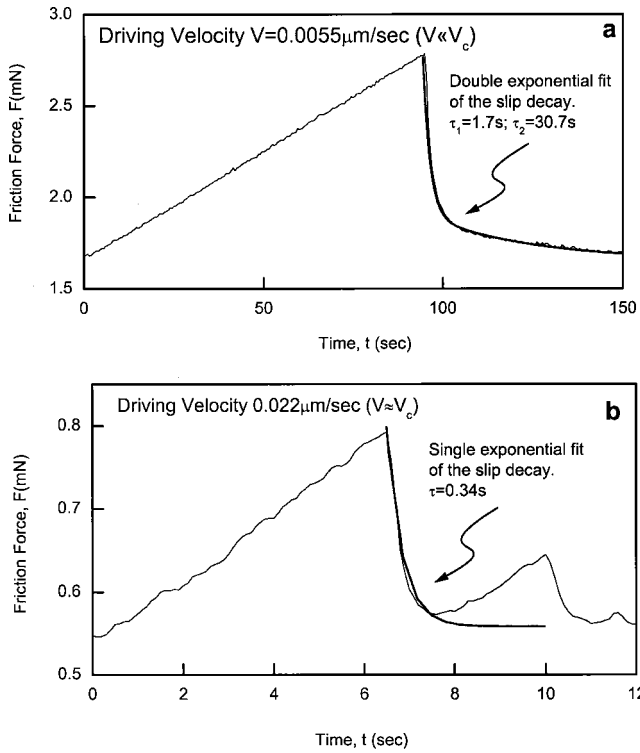 a
Driving Velocity V=0.0055μm/sec (V≪Vc)
3.0
2.5
2.0
1.5
Friction Force, F(mN)
Double exponential fit
of the slip decay.
τ1=1.7s; τ2=30.7s
0 50 100 150
Time, t (sec)
b
Driving Velocity 0.022μm/sec (V≈Vc)
0.8
0.7
0.6
0.5
Friction Force, F(mN)
Single exponential fit
of the slip decay.
τ=0.34s
0 2 4 6 8 10 12
Time, t (sec)